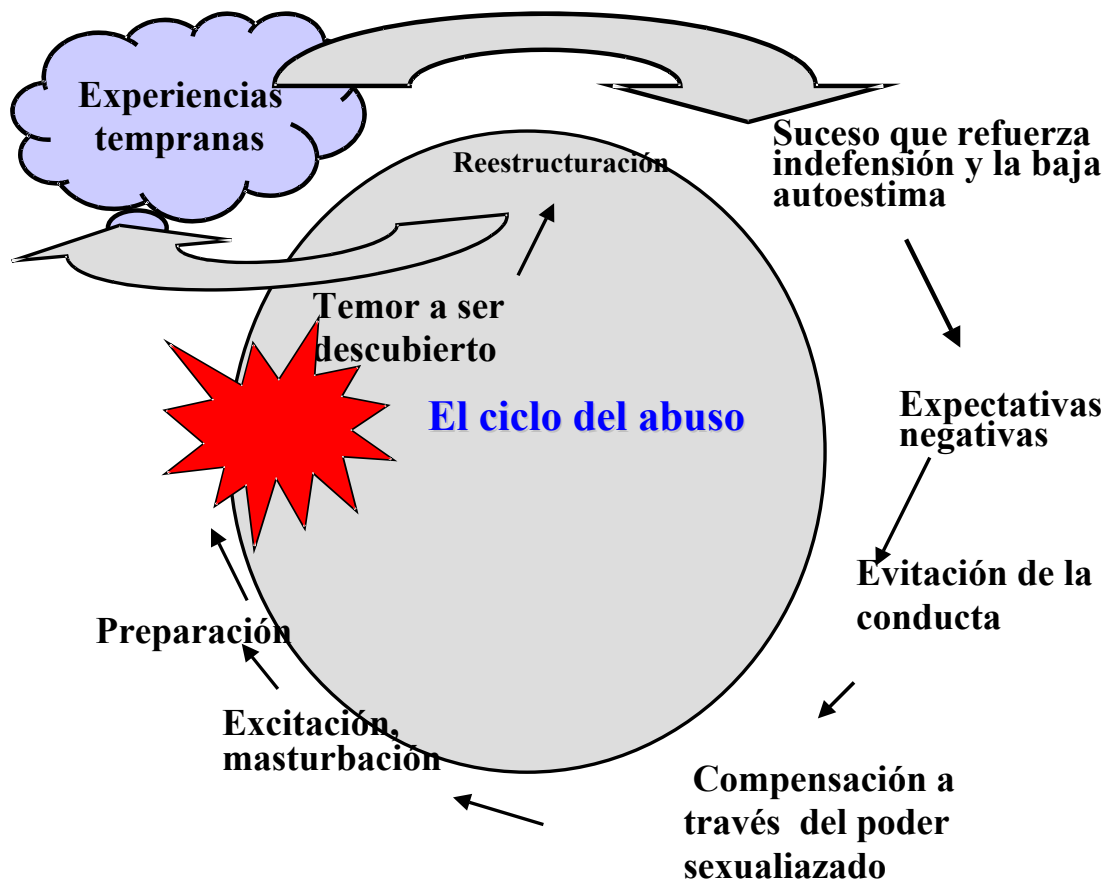 Experiencias
tempranas
Suceso que refuerza
indefensión y la baja
autoestima
Reestructuración
Temor a ser
descubierto
El ciclo del abuso
Expectativas
negativas
Evitación de la
conducta
Preparación
Excitación,
masturbación
Compensación a
través del poder
sexualiazado